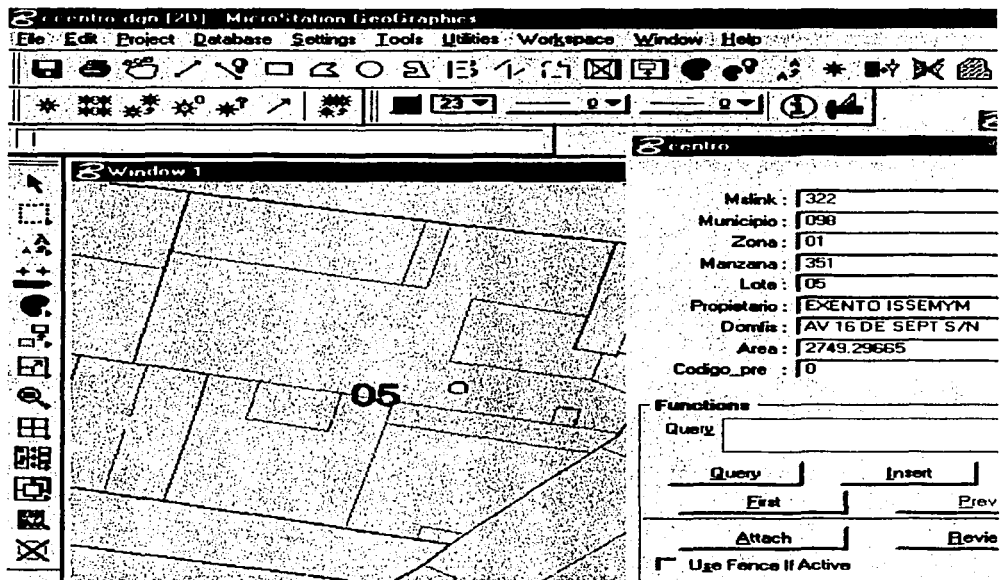 centro.dgn [2D] - MicroStation GeoGraphics
File Edit Project Database Settings Tools Utilities Workspace Window Help
23 0 0
Window 1
05
centro
Mslink : 322
Municipio : 098
Zona : 01
Manzana : 351
Lote : 05
Propietario : EXENTO ISSEMYM
Domfis : AV 16 DE SEPT S/N
Area : 2749.29665
Codigo_pre : 0
Functions
Query
Query Insert
First Prev
Attach Revie
Use Fence If Active